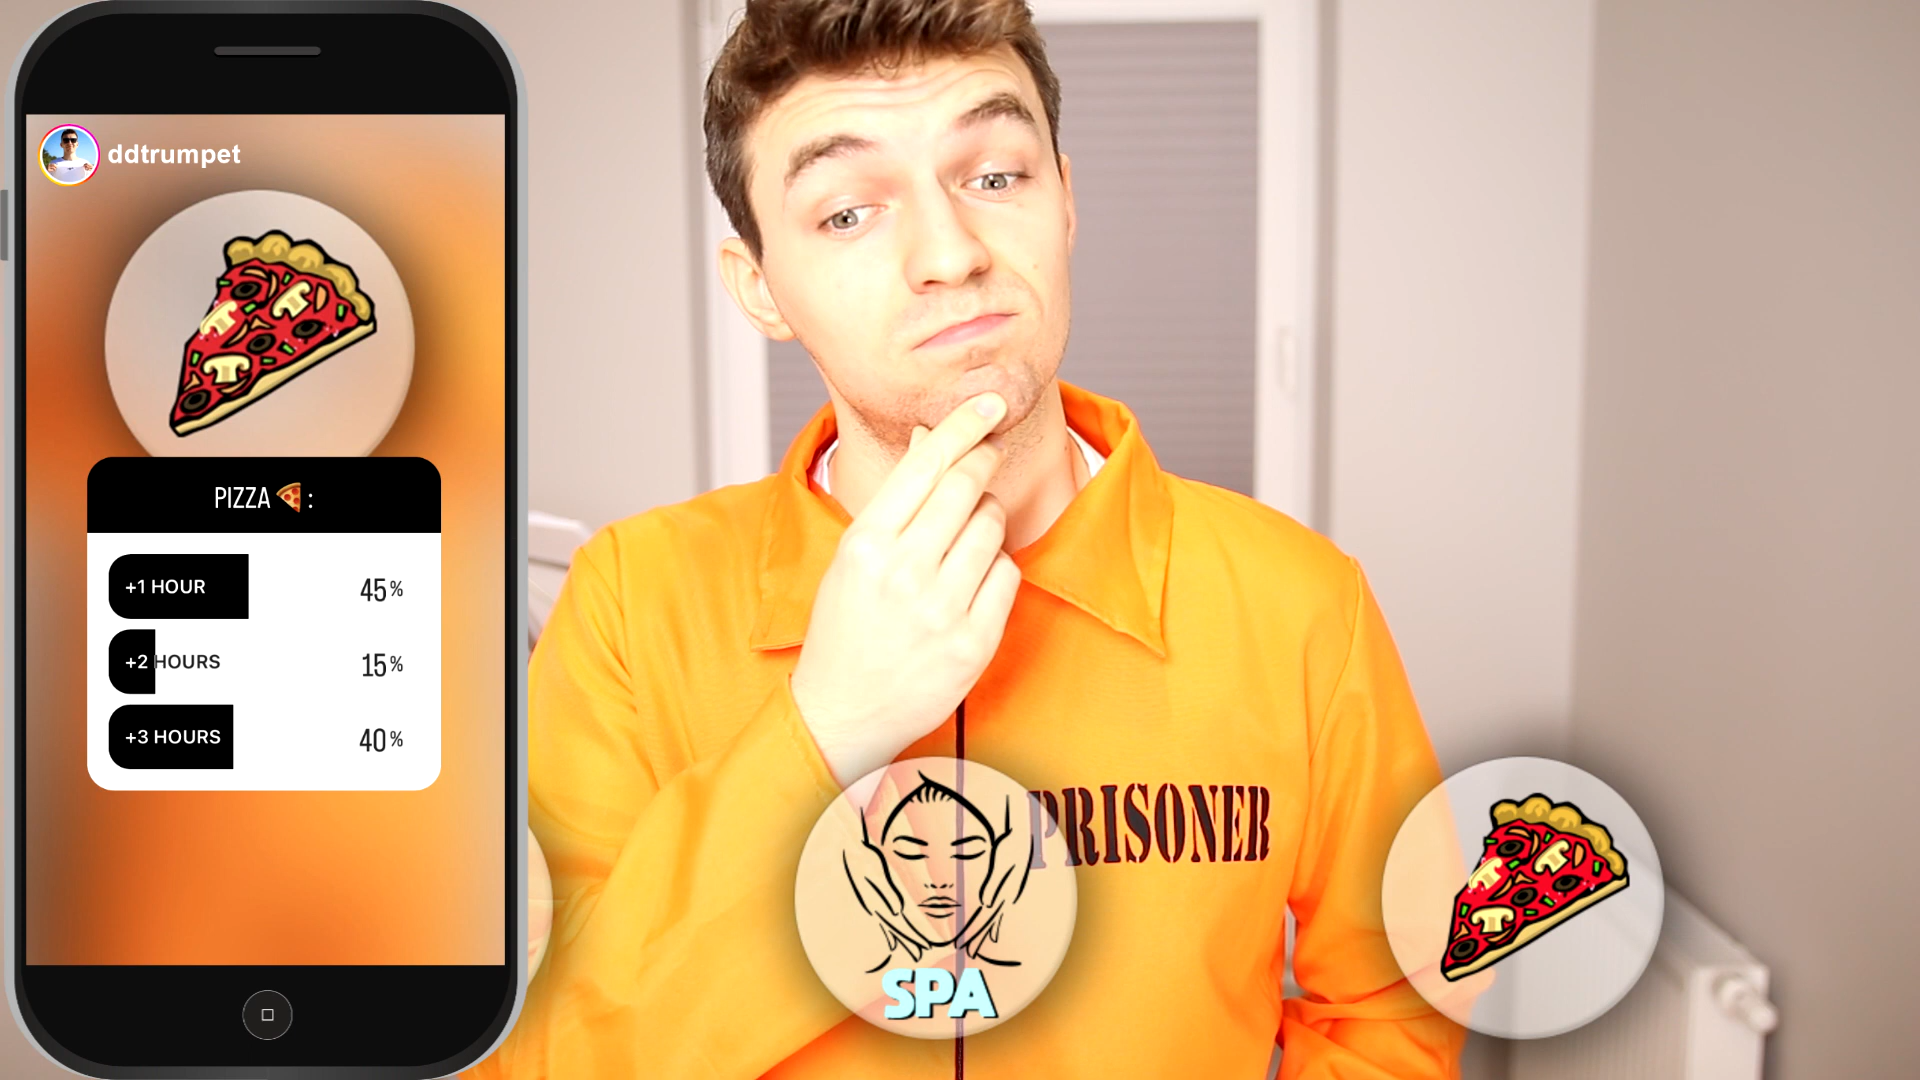 ddtrumpet
PIZZA 🍕 :
+1 HOUR 45%
+2 HOURS 15%
+3 HOURS 40%
PRISONER
SPA